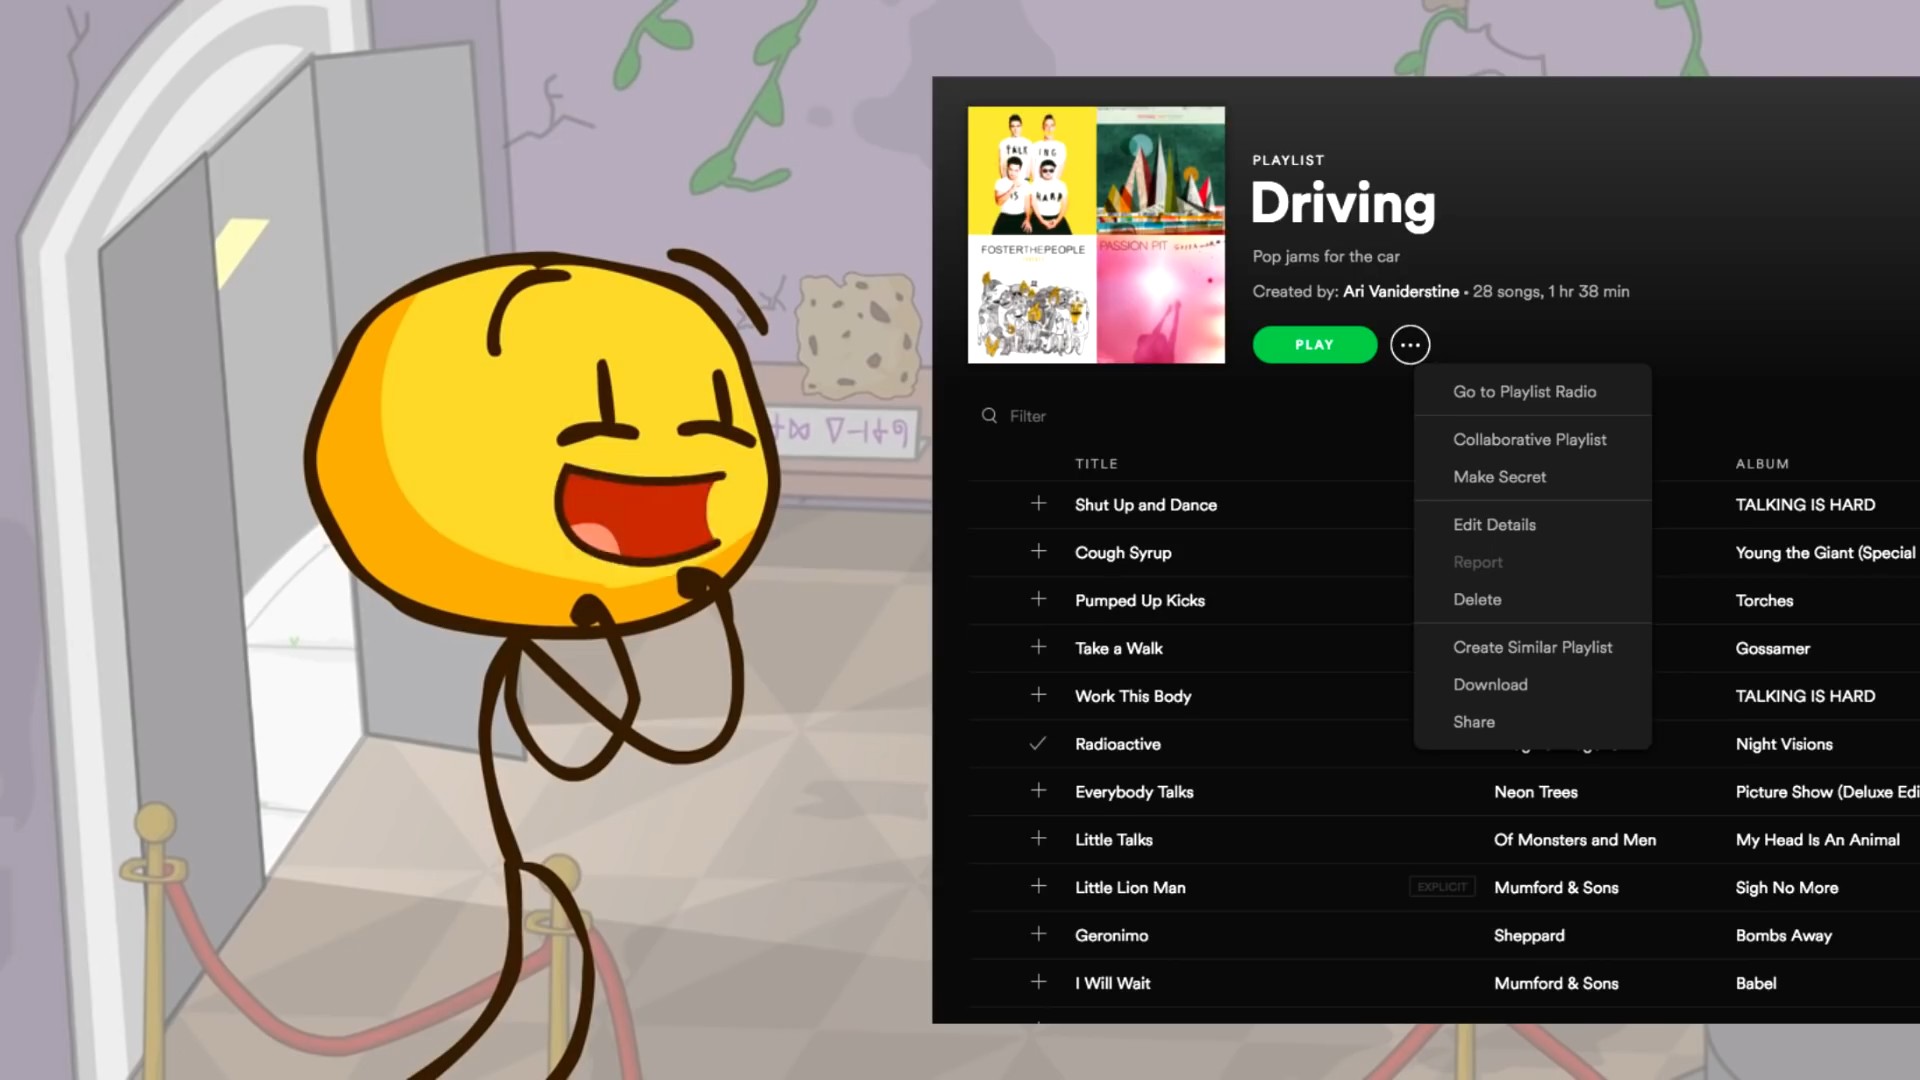 TALK ING
IS HARD
FOSTERTHEPEOPLE
PASSION PIT
PLAYLIST
Driving
Pop jams for the car
Created by: Ari Vaniderstine • 28 songs, 1 hr 38 min
PLAY
Go to Playlist Radio
Collaborative Playlist
Make Secret
Edit Details
Report
Delete
Create Similar Playlist
Download
Share
Filter
TITLE ALBUM
Shut Up and Dance TALKING IS HARD
Cough Syrup Young the Giant (Special
Pumped Up Kicks Torches
Take a Walk Gossamer
Work This Body TALKING IS HARD
Radioactive Night Visions
Everybody Talks Neon Trees Picture Show (Deluxe Edi
Little Talks Of Monsters and Men My Head Is An Animal
Little Lion Man EXPLICIT Mumford & Sons Sigh No More
Geronimo Sheppard Bombs Away
I Will Wait Mumford & Sons Babel